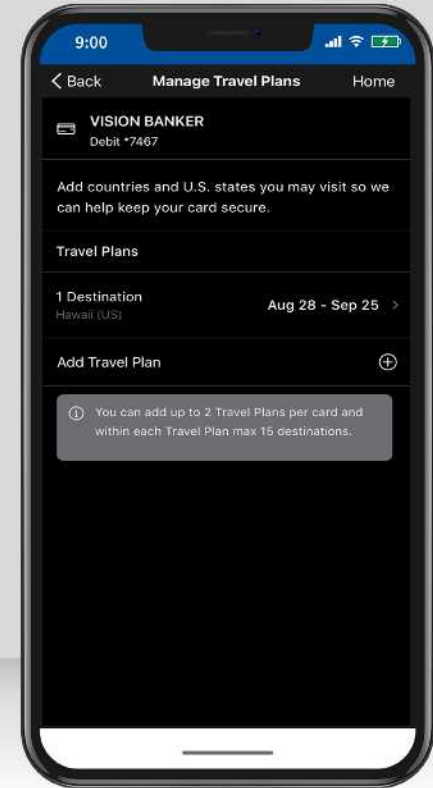 9:00
Back Manage Travel Plans Home
VISION BANKER
Debit *7467
Add countries and U.S. states you may visit so we
can help keep your card secure.
Travel Plans
1 Destination
Hawaii (US)
Aug 28 - Sep 25
Add Travel Plan
You can add up to 2 Travel Plans per card and
within each Travel Plan max 15 destinations.